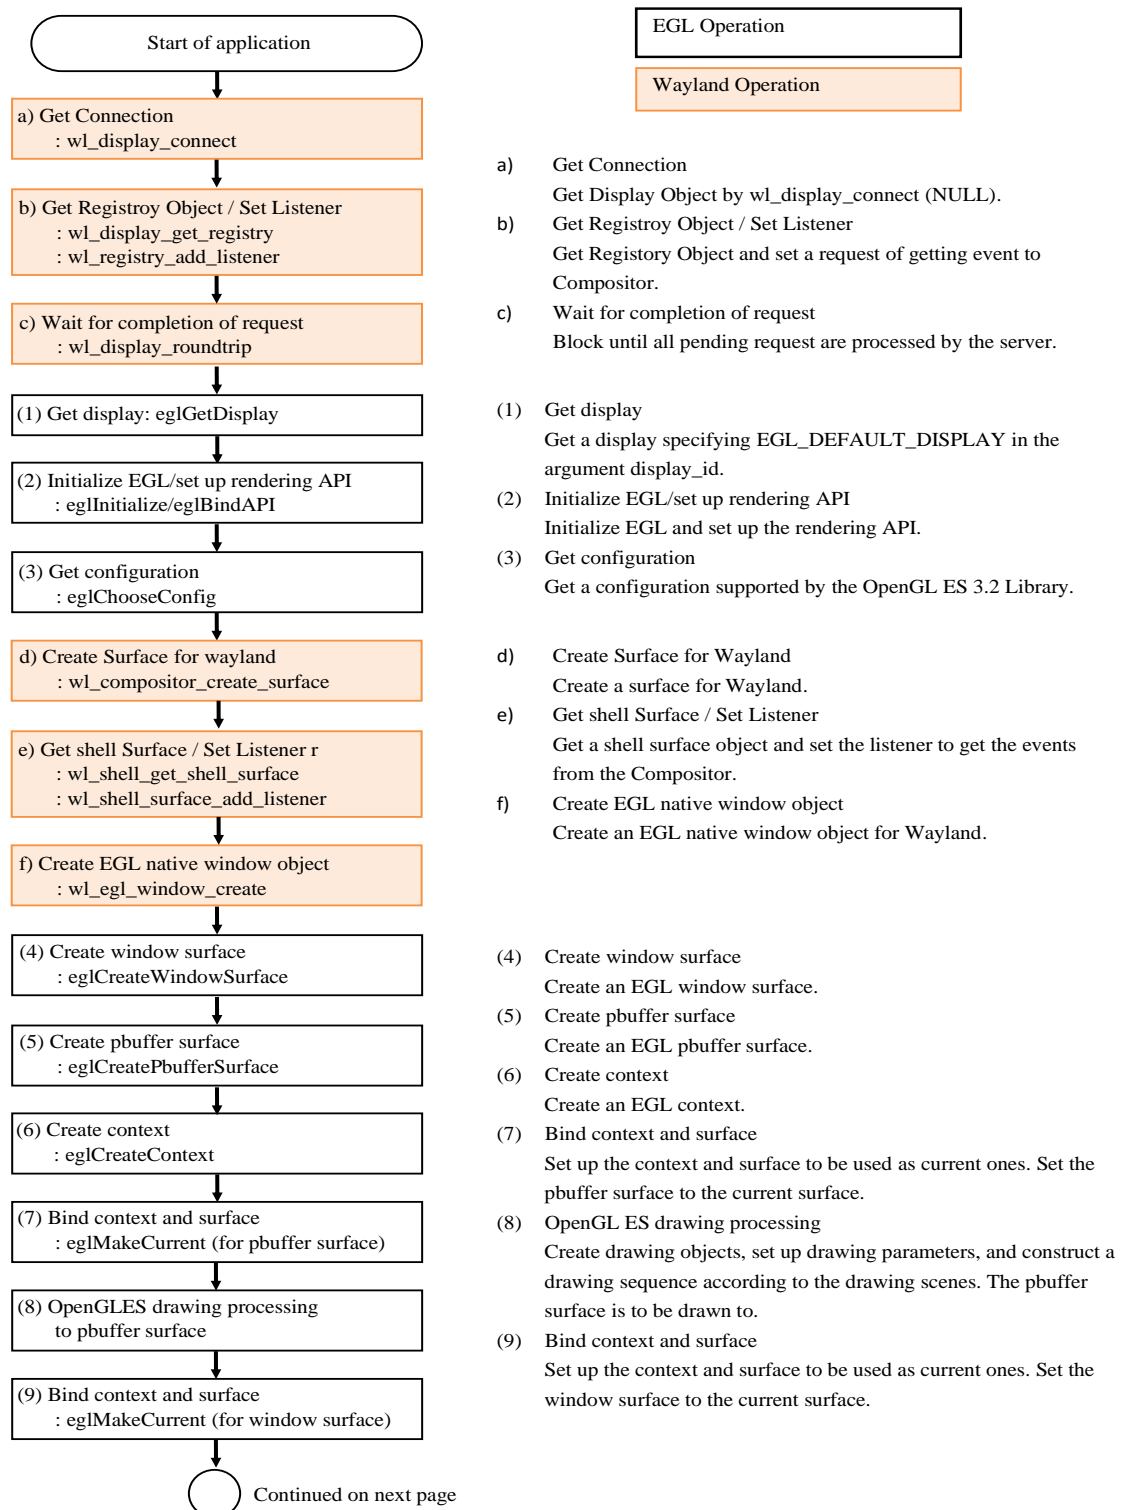 Start of application
a) Get Connection
: wl_display_connect
b) Get Registroy Object / Set Listener
: wl_display_get_registry
: wl_registry_add_listener
c) Wait for completion of request
: wl_display_roundtrip
(1) Get display: eglGetDisplay
(2) Initialize EGL/set up rendering API
: eglInitialize/eglBindAPI
(3) Get configuration
: eglChooseConfig
d) Create Surface for wayland
: wl_compositor_create_surface
e) Get shell Surface / Set Listener r
: wl_shell_get_shell_surface
: wl_shell_surface_add_listener
f) Create EGL native window object
: wl_egl_window_create
(4) Create window surface
: eglCreateWindowSurface
(5) Create pbuffer surface
: eglCreatePbufferSurface
(6) Create context
: eglCreateContext
(7) Bind context and surface
: eglMakeCurrent (for pbuffer surface)
(8) OpenGLES drawing processing
to pbuffer surface
(9) Bind context and surface
: eglMakeCurrent (for window surface)
Continued on next page
EGL Operation
Wayland Operation
a) Get Connection
Get Display Object by wl_display_connect (NULL).
b) Get Registroy Object / Set Listener
Get Registory Object and set a request of getting event to
Compositor.
c) Wait for completion of request
Block until all pending request are processed by the server.
(1) Get display
Get a display specifying EGL_DEFAULT_DISPLAY in the
argument display_id.
(2) Initialize EGL/set up rendering API
Initialize EGL and set up the rendering API.
(3) Get configuration
Get a configuration supported by the OpenGL ES 3.2 Library.
d) Create Surface for Wayland
Create a surface for Wayland.
e) Get shell Surface / Set Listener
Get a shell surface object and set the listener to get the events
from the Compositor.
f) Create EGL native window object
Create an EGL native window object for Wayland.
(4) Create window surface
Create an EGL window surface.
(5) Create pbuffer surface
Create an EGL pbuffer surface.
(6) Create context
Create an EGL context.
(7) Bind context and surface
Set up the context and surface to be used as current ones. Set the
pbuffer surface to the current surface.
(8) OpenGL ES drawing processing
Create drawing objects, set up drawing parameters, and construct a
drawing sequence according to the drawing scenes. The pbuffer
surface is to be drawn to.
(9) Bind context and surface
Set up the context and surface to be used as current ones. Set the
window surface to the current surface.